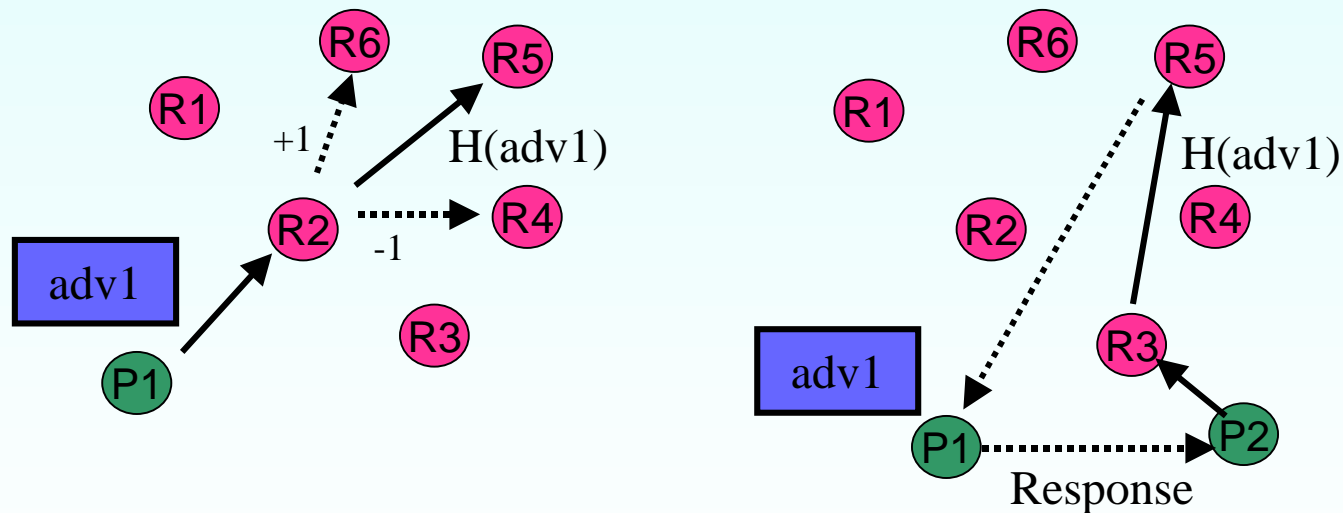 R6
R5
R1
+1
H(adv1)
R2
R4
-1
adv1
R3
P1
R6
R5
R1
H(adv1)
R2
R4
R3
adv1
P1
P2
Response